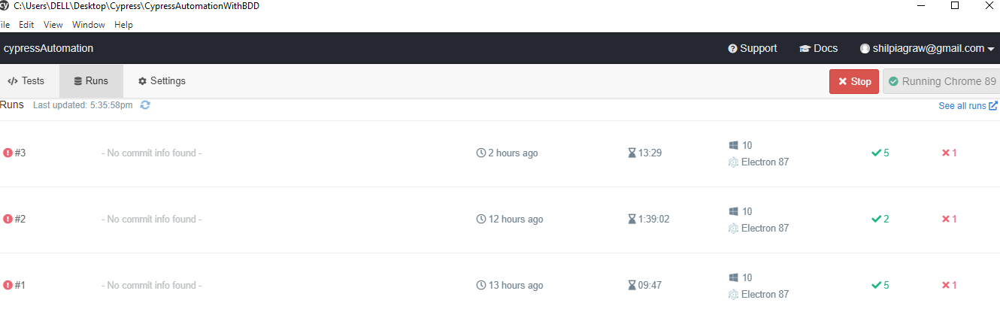 cy C:\Users\DELL\Desktop\Cypress\CypressAutomationWithBDD
ile Edit View Window Help
cypressAutomation Support Docs shilpiagraw@gmail.com
</> Tests Runs Settings Stop Running Chrome 89
Runs Last updated: 5:35:58pm See all runs
#3 - No commit info found - 2 hours ago 13:29 10 Electron 87 5 1
#2 - No commit info found - 12 hours ago 1:39:02 10 Electron 87 2 1
#1 - No commit info found - 13 hours ago 09:47 10 Electron 87 5 1